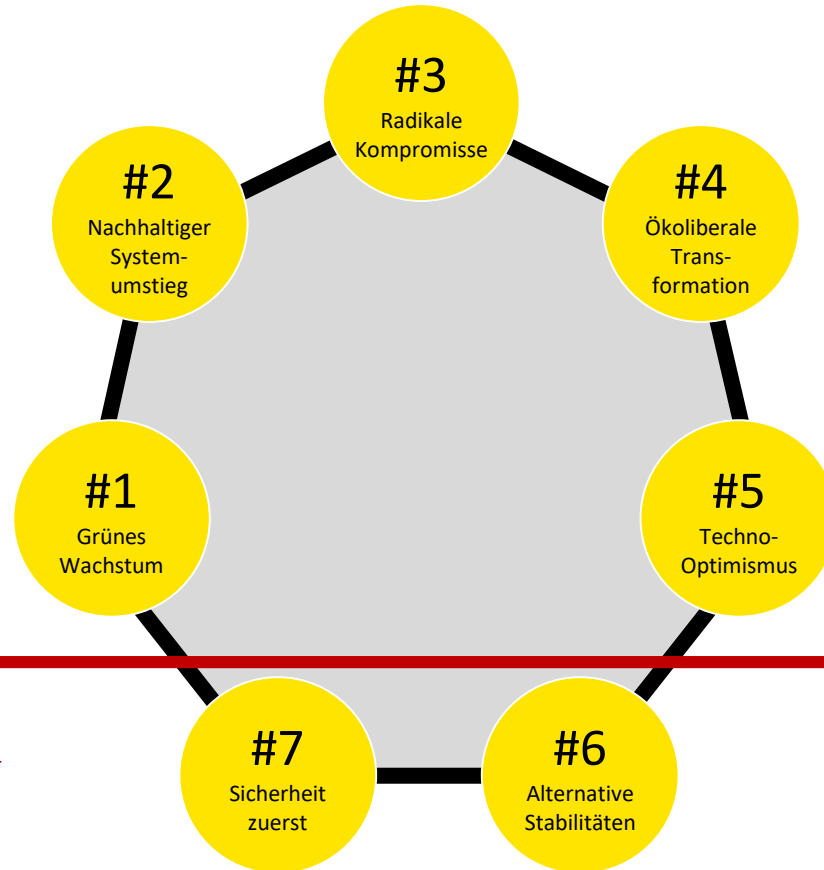 #3
Radikale
Kompromisse
#2
Nachhaltiger
System-
umstieg
#4
Ökoliberale
Trans-
formation
#1
Grünes
Wachstum
#5
Techno-
Optimismus
#7
Sicherheit
zuerst
#6
Alternative
Stabilitäten